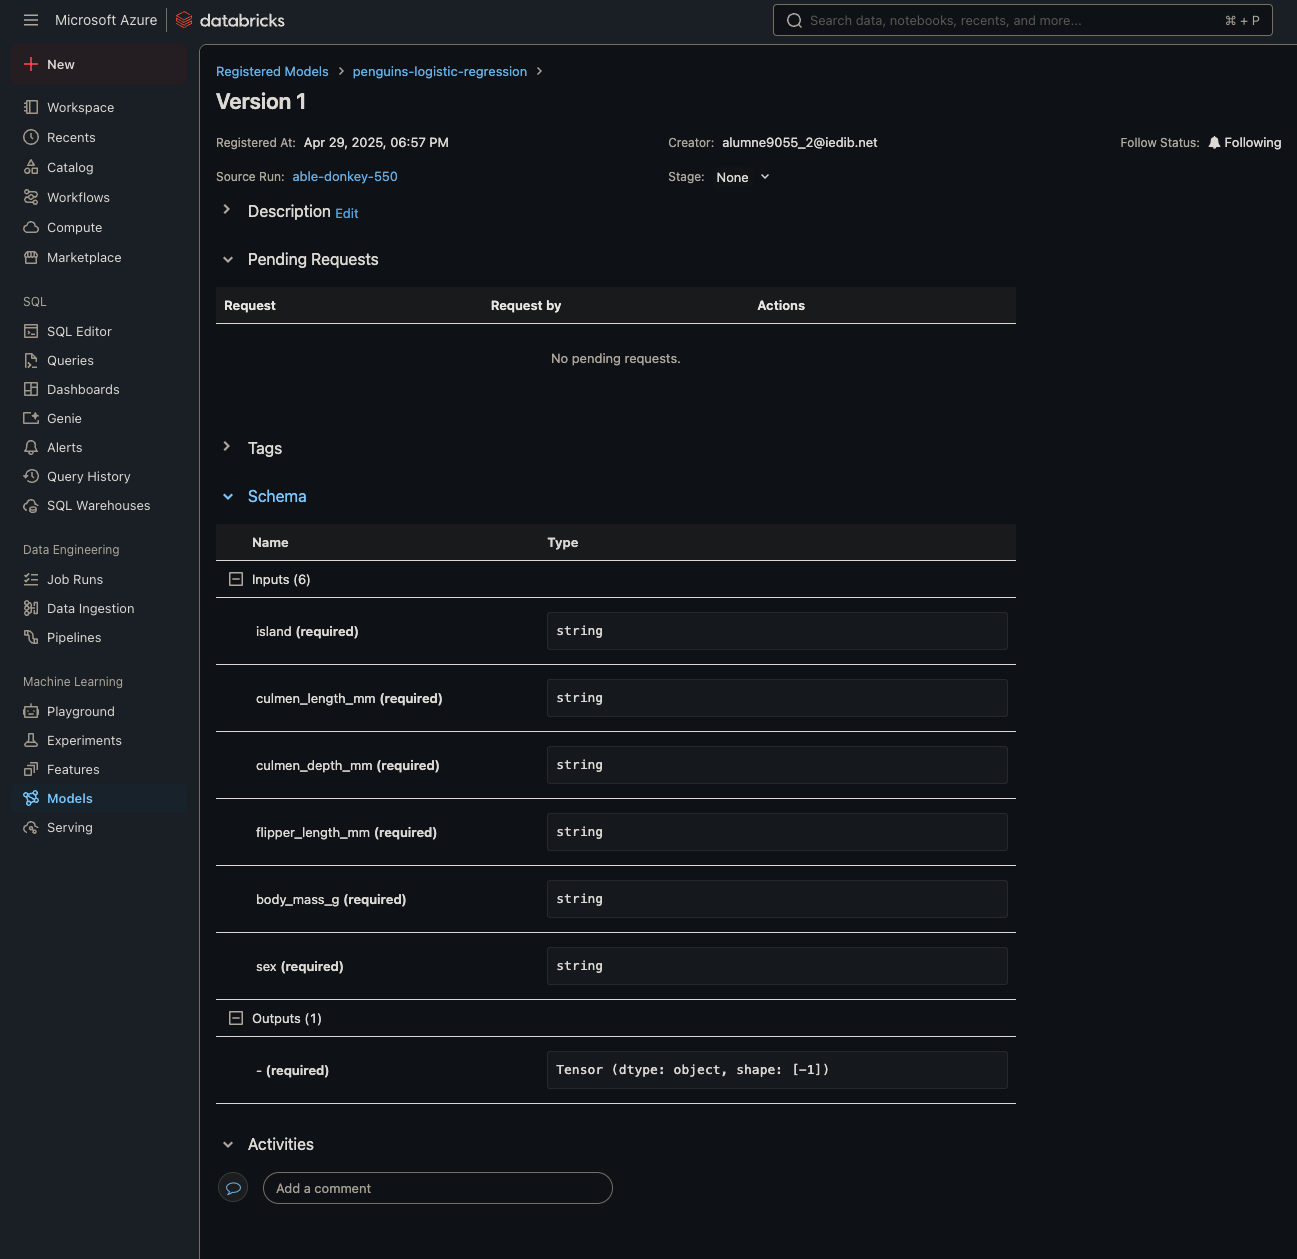 Microsoft Azure databricks
Search data, notebooks, recents, and more... ⌘ + P
New
Workspace
Recents
Catalog
Workflows
Compute
Marketplace
SQL
SQL Editor
Queries
Dashboards
Genie
Alerts
Query History
SQL Warehouses
Data Engineering
Job Runs
Data Ingestion
Pipelines
Machine Learning
Playground
Experiments
Features
Models
Serving
Registered Models > penguins-logistic-regression >
Version 1
Registered At: Apr 29, 2025, 06:57 PM Creator: alumne9055_2@iedib.net Follow Status: Following
Source Run: able-donkey-550 Stage: None
Description Edit
Pending Requests
Request Request by Actions
No pending requests.
Tags
Schema
Name Type
Inputs (6)
island (required) string
culmen_length_mm (required) string
culmen_depth_mm (required) string
flipper_length_mm (required) string
body_mass_g (required) string
sex (required) string
Outputs (1)
- (required) Tensor (dtype: object, shape: [-1])
Activities
Add a comment